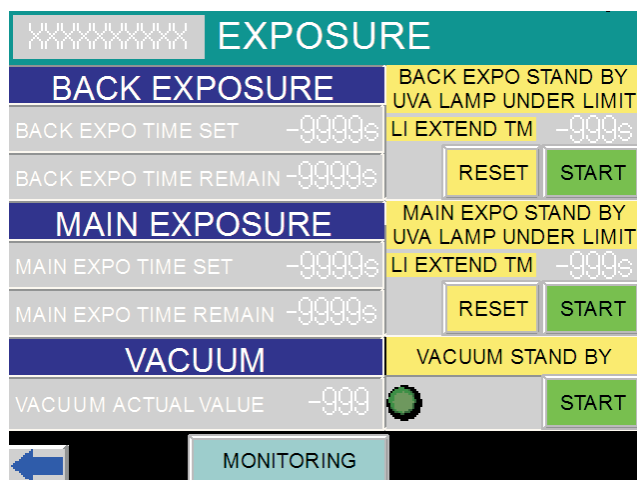 XXXXXXXXX EXPOSURE
BACK EXPOSURE
BACK EXPO STAND BY
UVA LAMP UNDER LIMIT
BACK EXPO TIME SET -9999s
LI EXTEND TM -999s
BACK EXPO TIME REMAIN -9999s
RESET START
MAIN EXPOSURE
MAIN EXPO STAND BY
UVA LAMP UNDER LIMIT
MAIN EXPO TIME SET -9999s
LI EXTEND TM -999s
MAIN EXPO TIME REMAIN -9999s
RESET START
VACUUM
VACUUM STAND BY
VACUUM ACTUAL VALUE -999
START
MONITORING